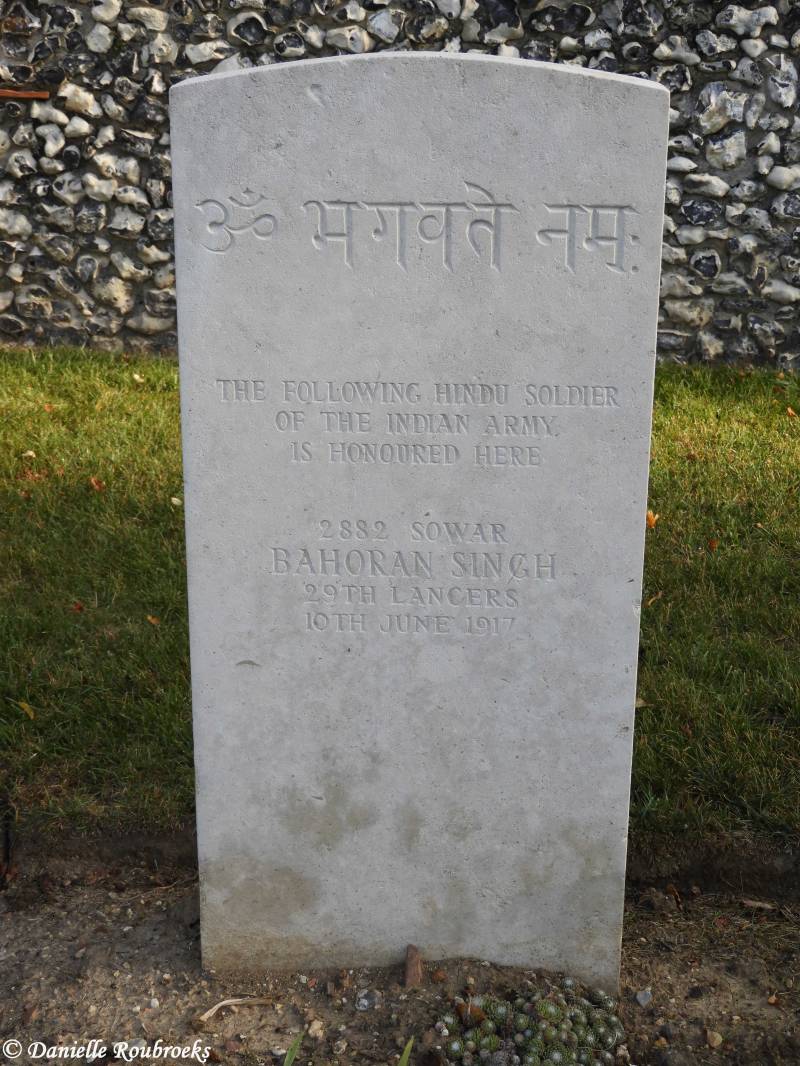 ॐ भगवते नमः
THE FOLLOWING HINDU SOLDIER
OF THE INDIAN ARMY,
IS HONOURED HERE
2882 SOWAR
BAHORAN SINGH
29TH LANCERS
10TH JUNE 1917
© Danielle Roubroeks